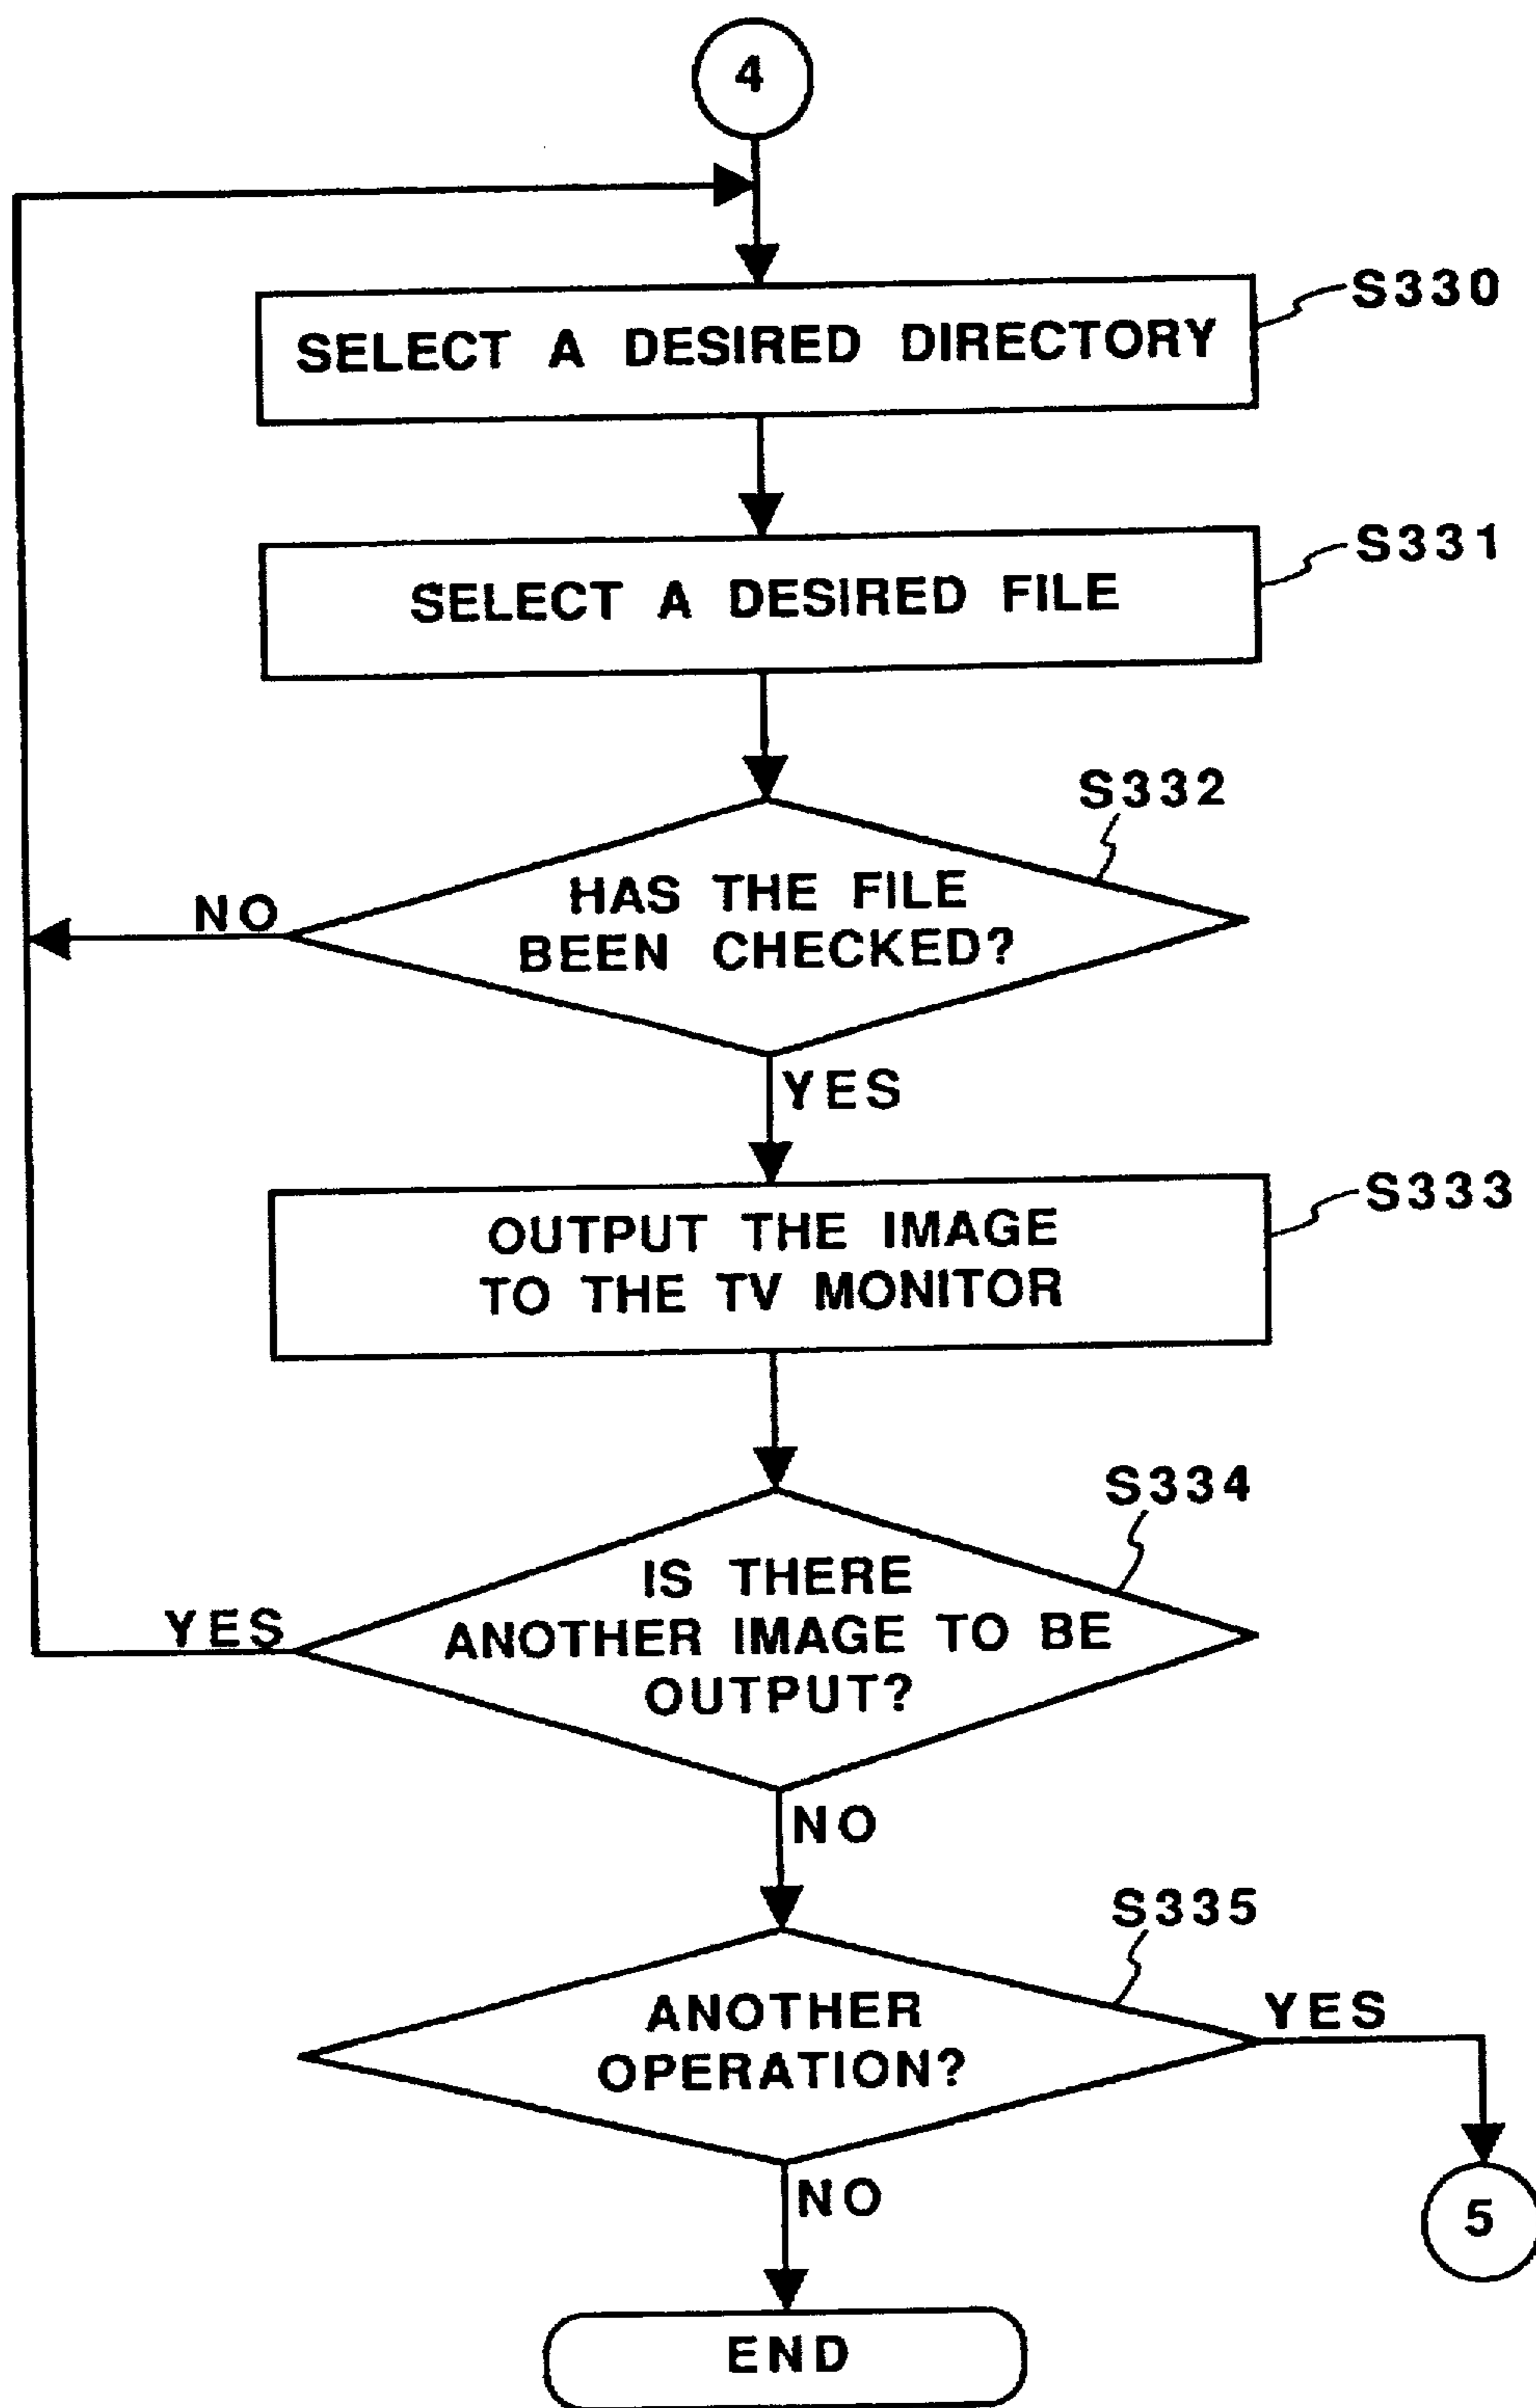 4
S330
SELECT A DESIRED DIRECTORY
S331
SELECT A DESIRED FILE
S332
HAS THE FILE
BEEN CHECKED?
NO
YES
S333
OUTPUT THE IMAGE
TO THE TV MONITOR
S334
IS THERE
ANOTHER IMAGE TO BE
OUTPUT?
YES
NO
S335
ANOTHER
OPERATION?
YES
NO
5
END